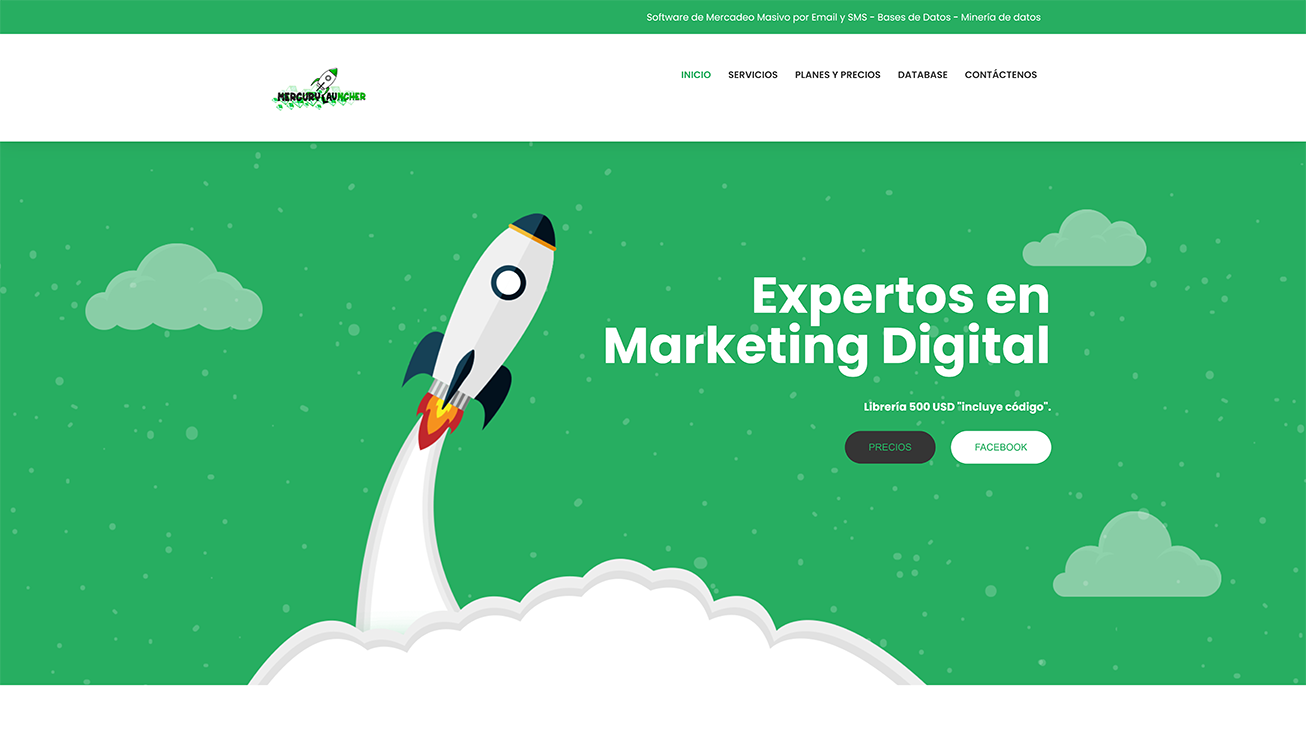 Software de Mercadeo Masivo por Email y SMS - Bases de Datos - Minería de datos
MERCURY LAUNCHER
INICIO SERVICIOS PLANES Y PRECIOS DATABASE CONTÁCTENOS
Expertos en
Marketing Digital
Librería 500 USD "incluye código".
PRECIOS FACEBOOK